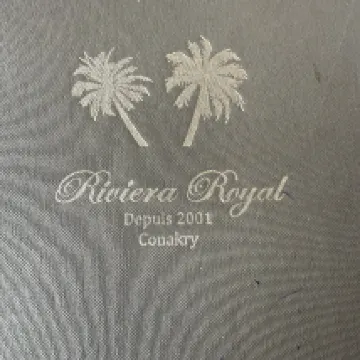 Riviera Royal
Depuis 2001
Conakry